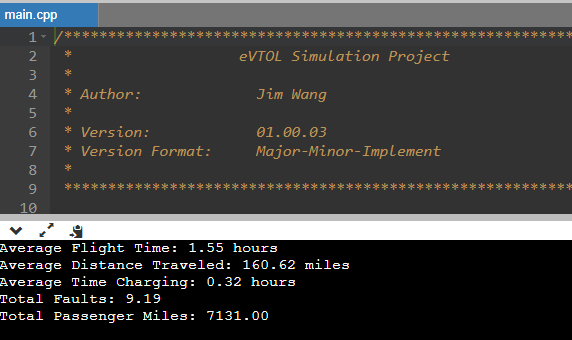 main.cpp
1 /**********************************************************
2 * eVTOL Simulation Project
3 *
4 * Author: Jim Wang
5 *
6 * Version: 01.00.03
7 * Version Format: Major-Minor-Implement
8 *
9 **********************************************************
10
Average Flight Time: 1.55 hours
Average Distance Traveled: 160.62 miles
Average Time Charging: 0.32 hours
Total Faults: 9.19
Total Passenger Miles: 7131.00